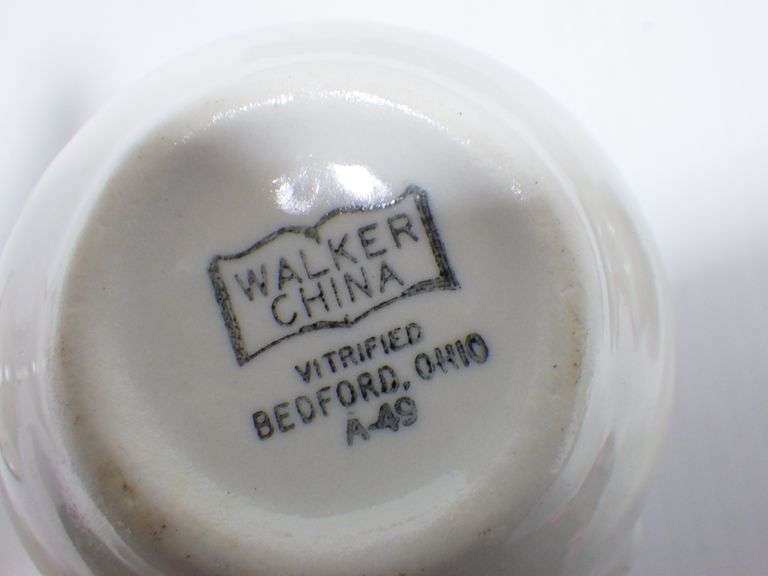 WALKER
CHINA
VITRIFIED
BEDFORD, OHIO
A-49